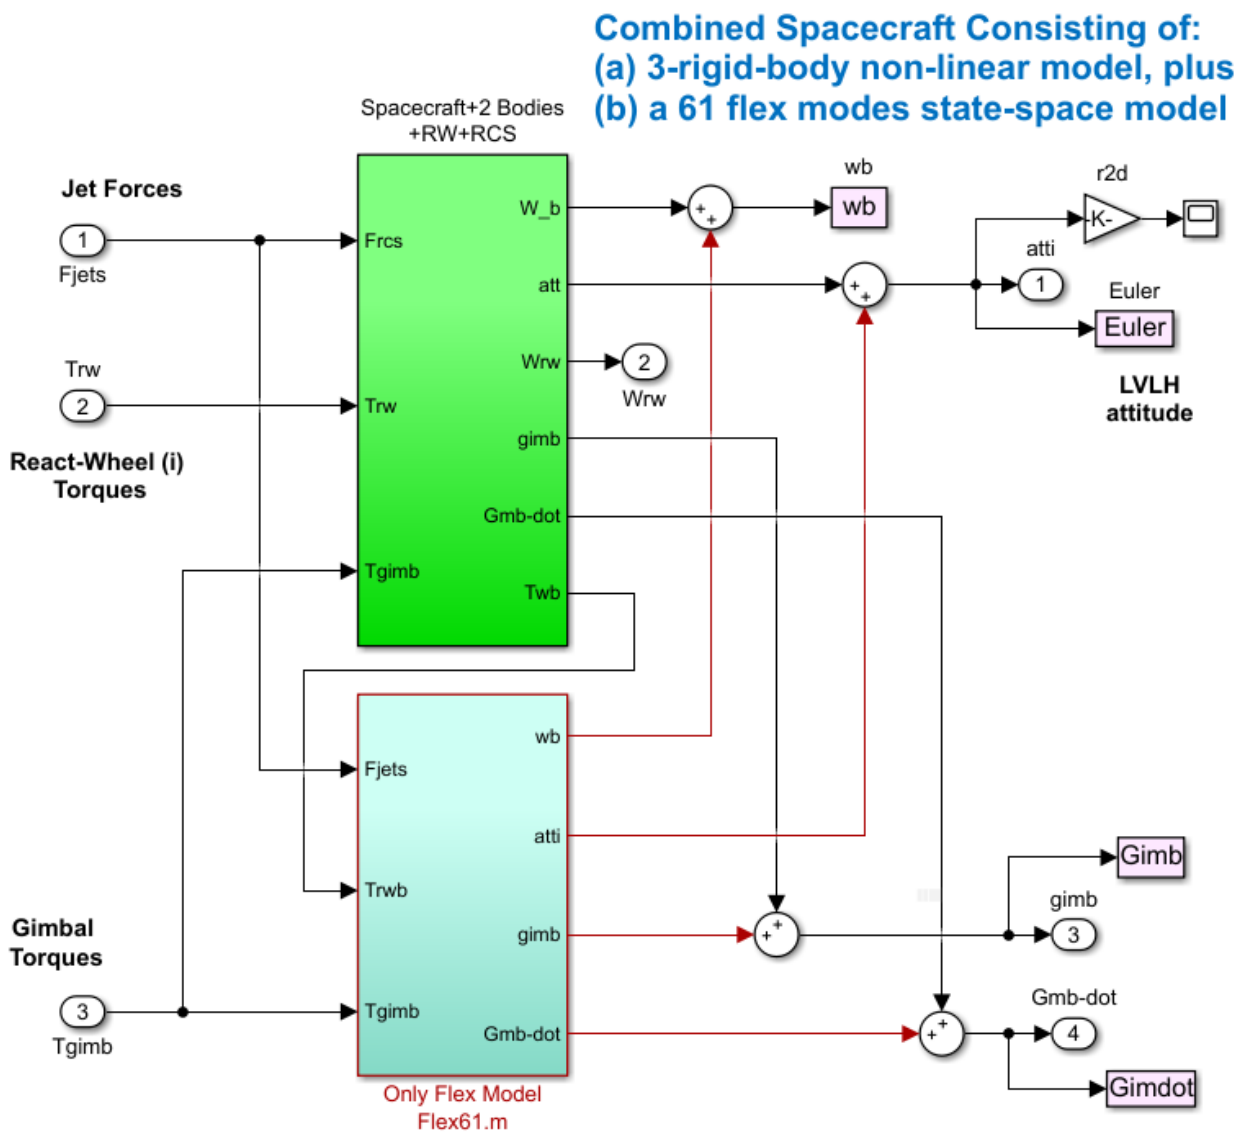 Combined Spacecraft Consisting of:
(a) 3-rigid-body non-linear model, plus
(b) a 61 flex modes state-space model
Spacecraft+2 Bodies
+RW+RCS
Jet Forces
1
Fjets
Trw
2
React-Wheel (i)
Torques
Gimbal
Torques
3
Tgimb
Frcs
Trw
Tgimb
W_b
att
Wrw
gimb
Gmb-dot
Twb
Fjets
Trwb
Tgimb
wb
atti
gimb
Gmb-dot
Only Flex Model
Flex61.m
+
+
wb
wb
+
+
r2d
-K-
atti
1
Euler
Euler
LVLH
attitude
2
Wrw
+
+
Gimb
gimb
3
+
+
Gmb-dot
4
Gimdot